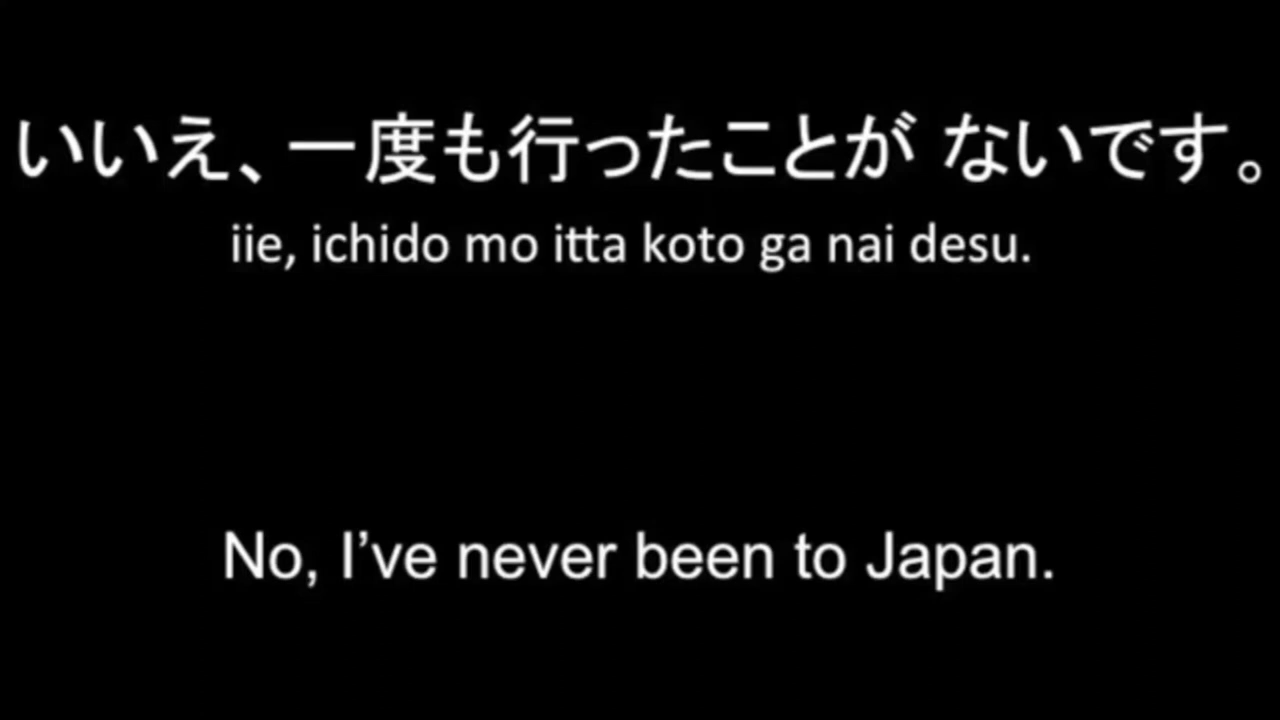 いいえ、一度も行ったことが ないです。
iie, ichido mo itta koto ga nai desu.
No, I’ve never been to Japan.